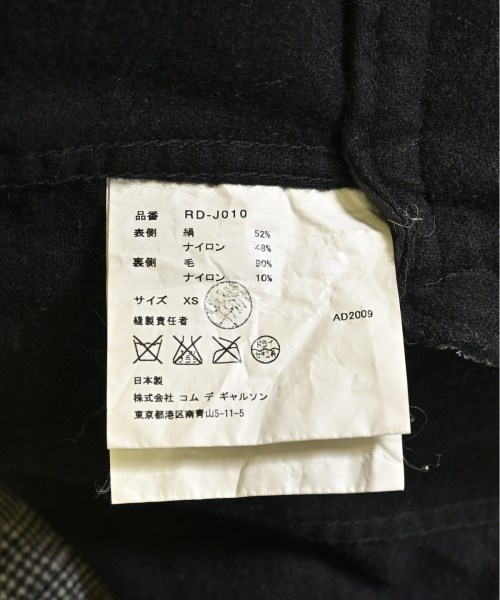 品番 RD-J010
表側 絹 52%
ナイロン 48%
裏側 毛 90%
ナイロン 10%
サイズ XS
縫製責任者
AD2009
ドライ
日本製
株式会社 コム デ ギャルソン
東京都港区南青山5-11-5